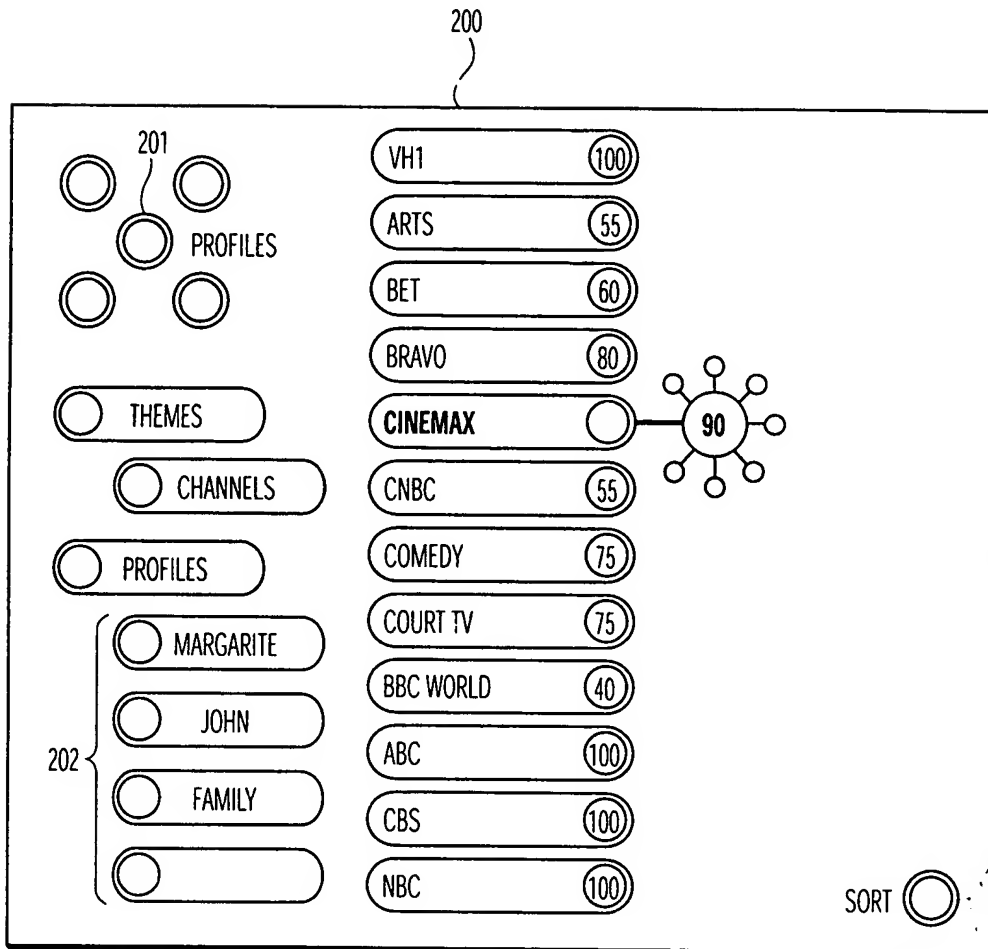 200
201
PROFILES
THEMES
CHANNELS
PROFILES
202
MARGARITE
JOHN
FAMILY
VH1 100
ARTS 55
BET 60
BRAVO 80
CINEMAX 90
CNBC 55
COMEDY 75
COURT TV 75
BBC WORLD 40
ABC 100
CBS 100
NBC 100
SORT